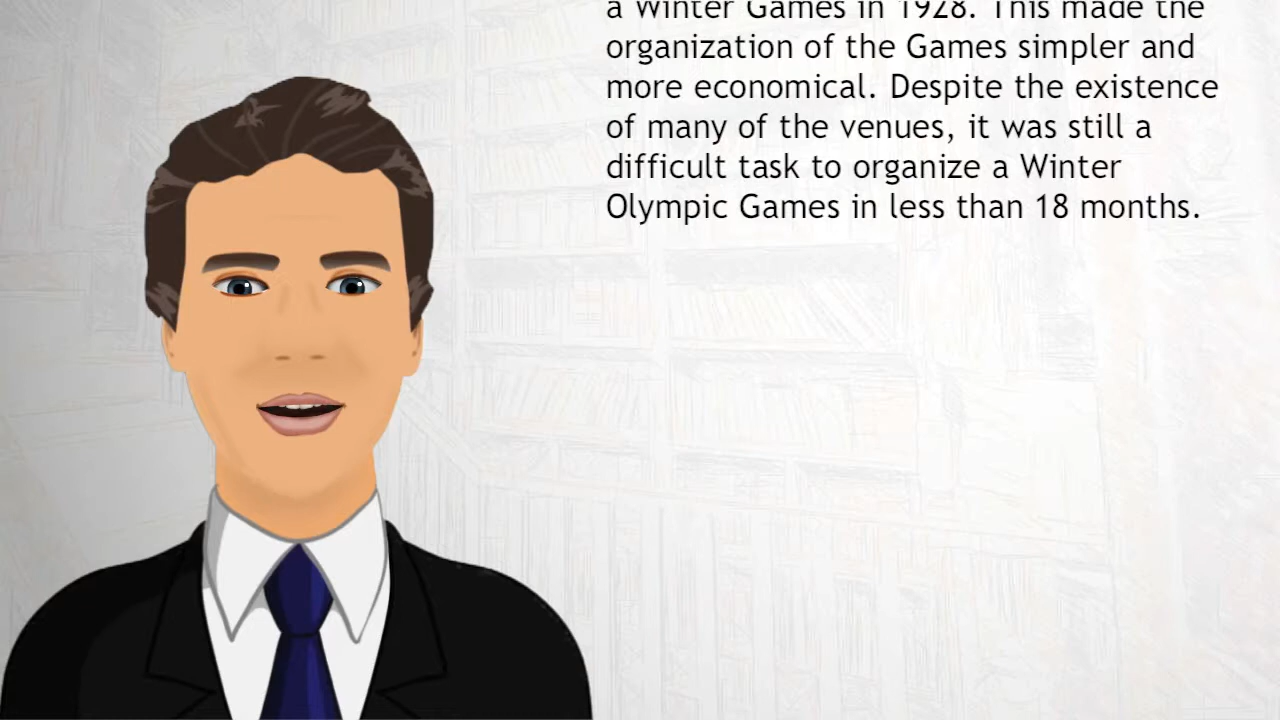 a Winter Games in 1928. This made the
organization of the Games simpler and
more economical. Despite the existence
of many of the venues, it was still a
difficult task to organize a Winter
Olympic Games in less than 18 months.